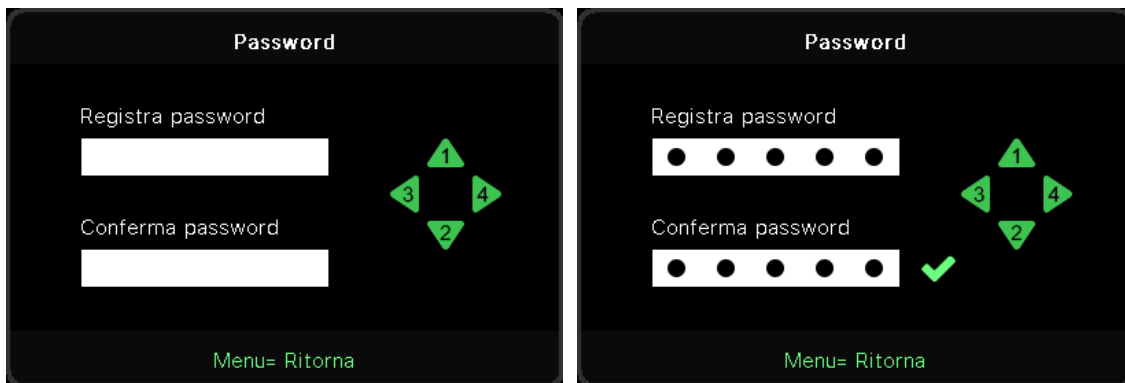 Password
Registra password
1
3
4
Conferma password
2
Menu= Ritorna
Password
Registra password
1
3
4
Conferma password
2
Menu= Ritorna